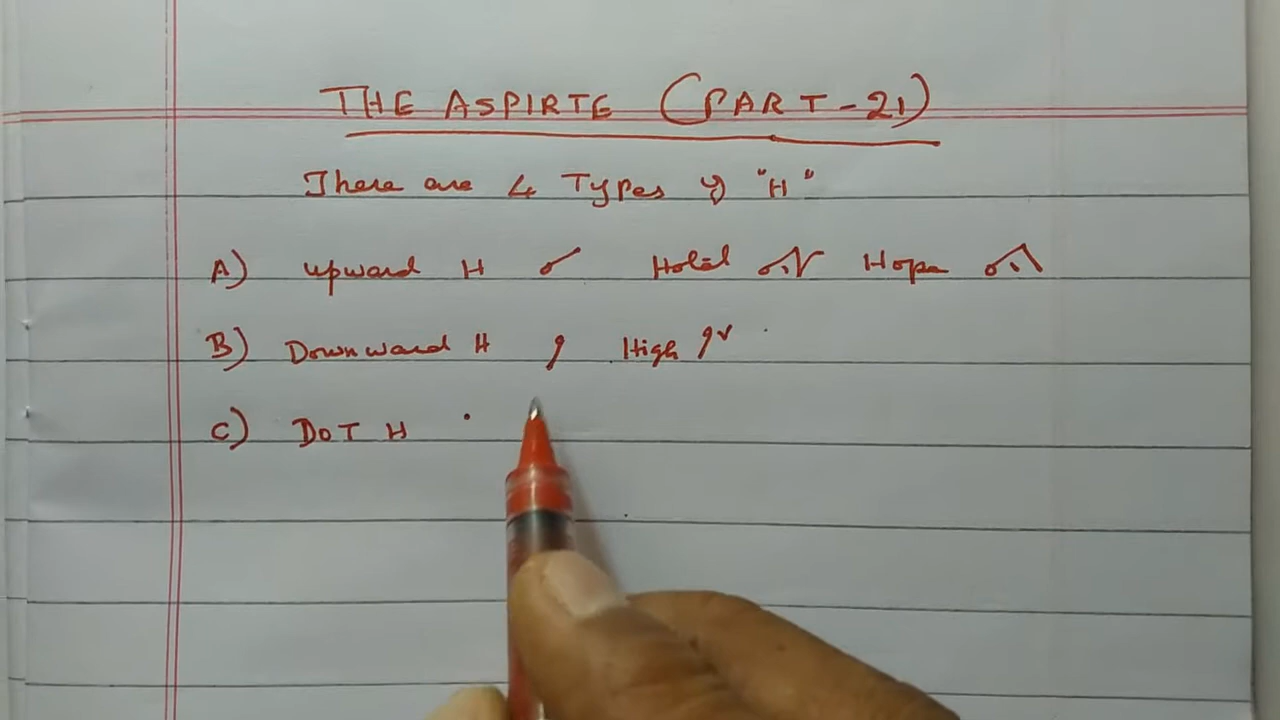 THE ASPIRTE (PART-21)
There are 4 Types of "H"
A) upward H Hotel Hope
B) Downward H High
C) DOT H